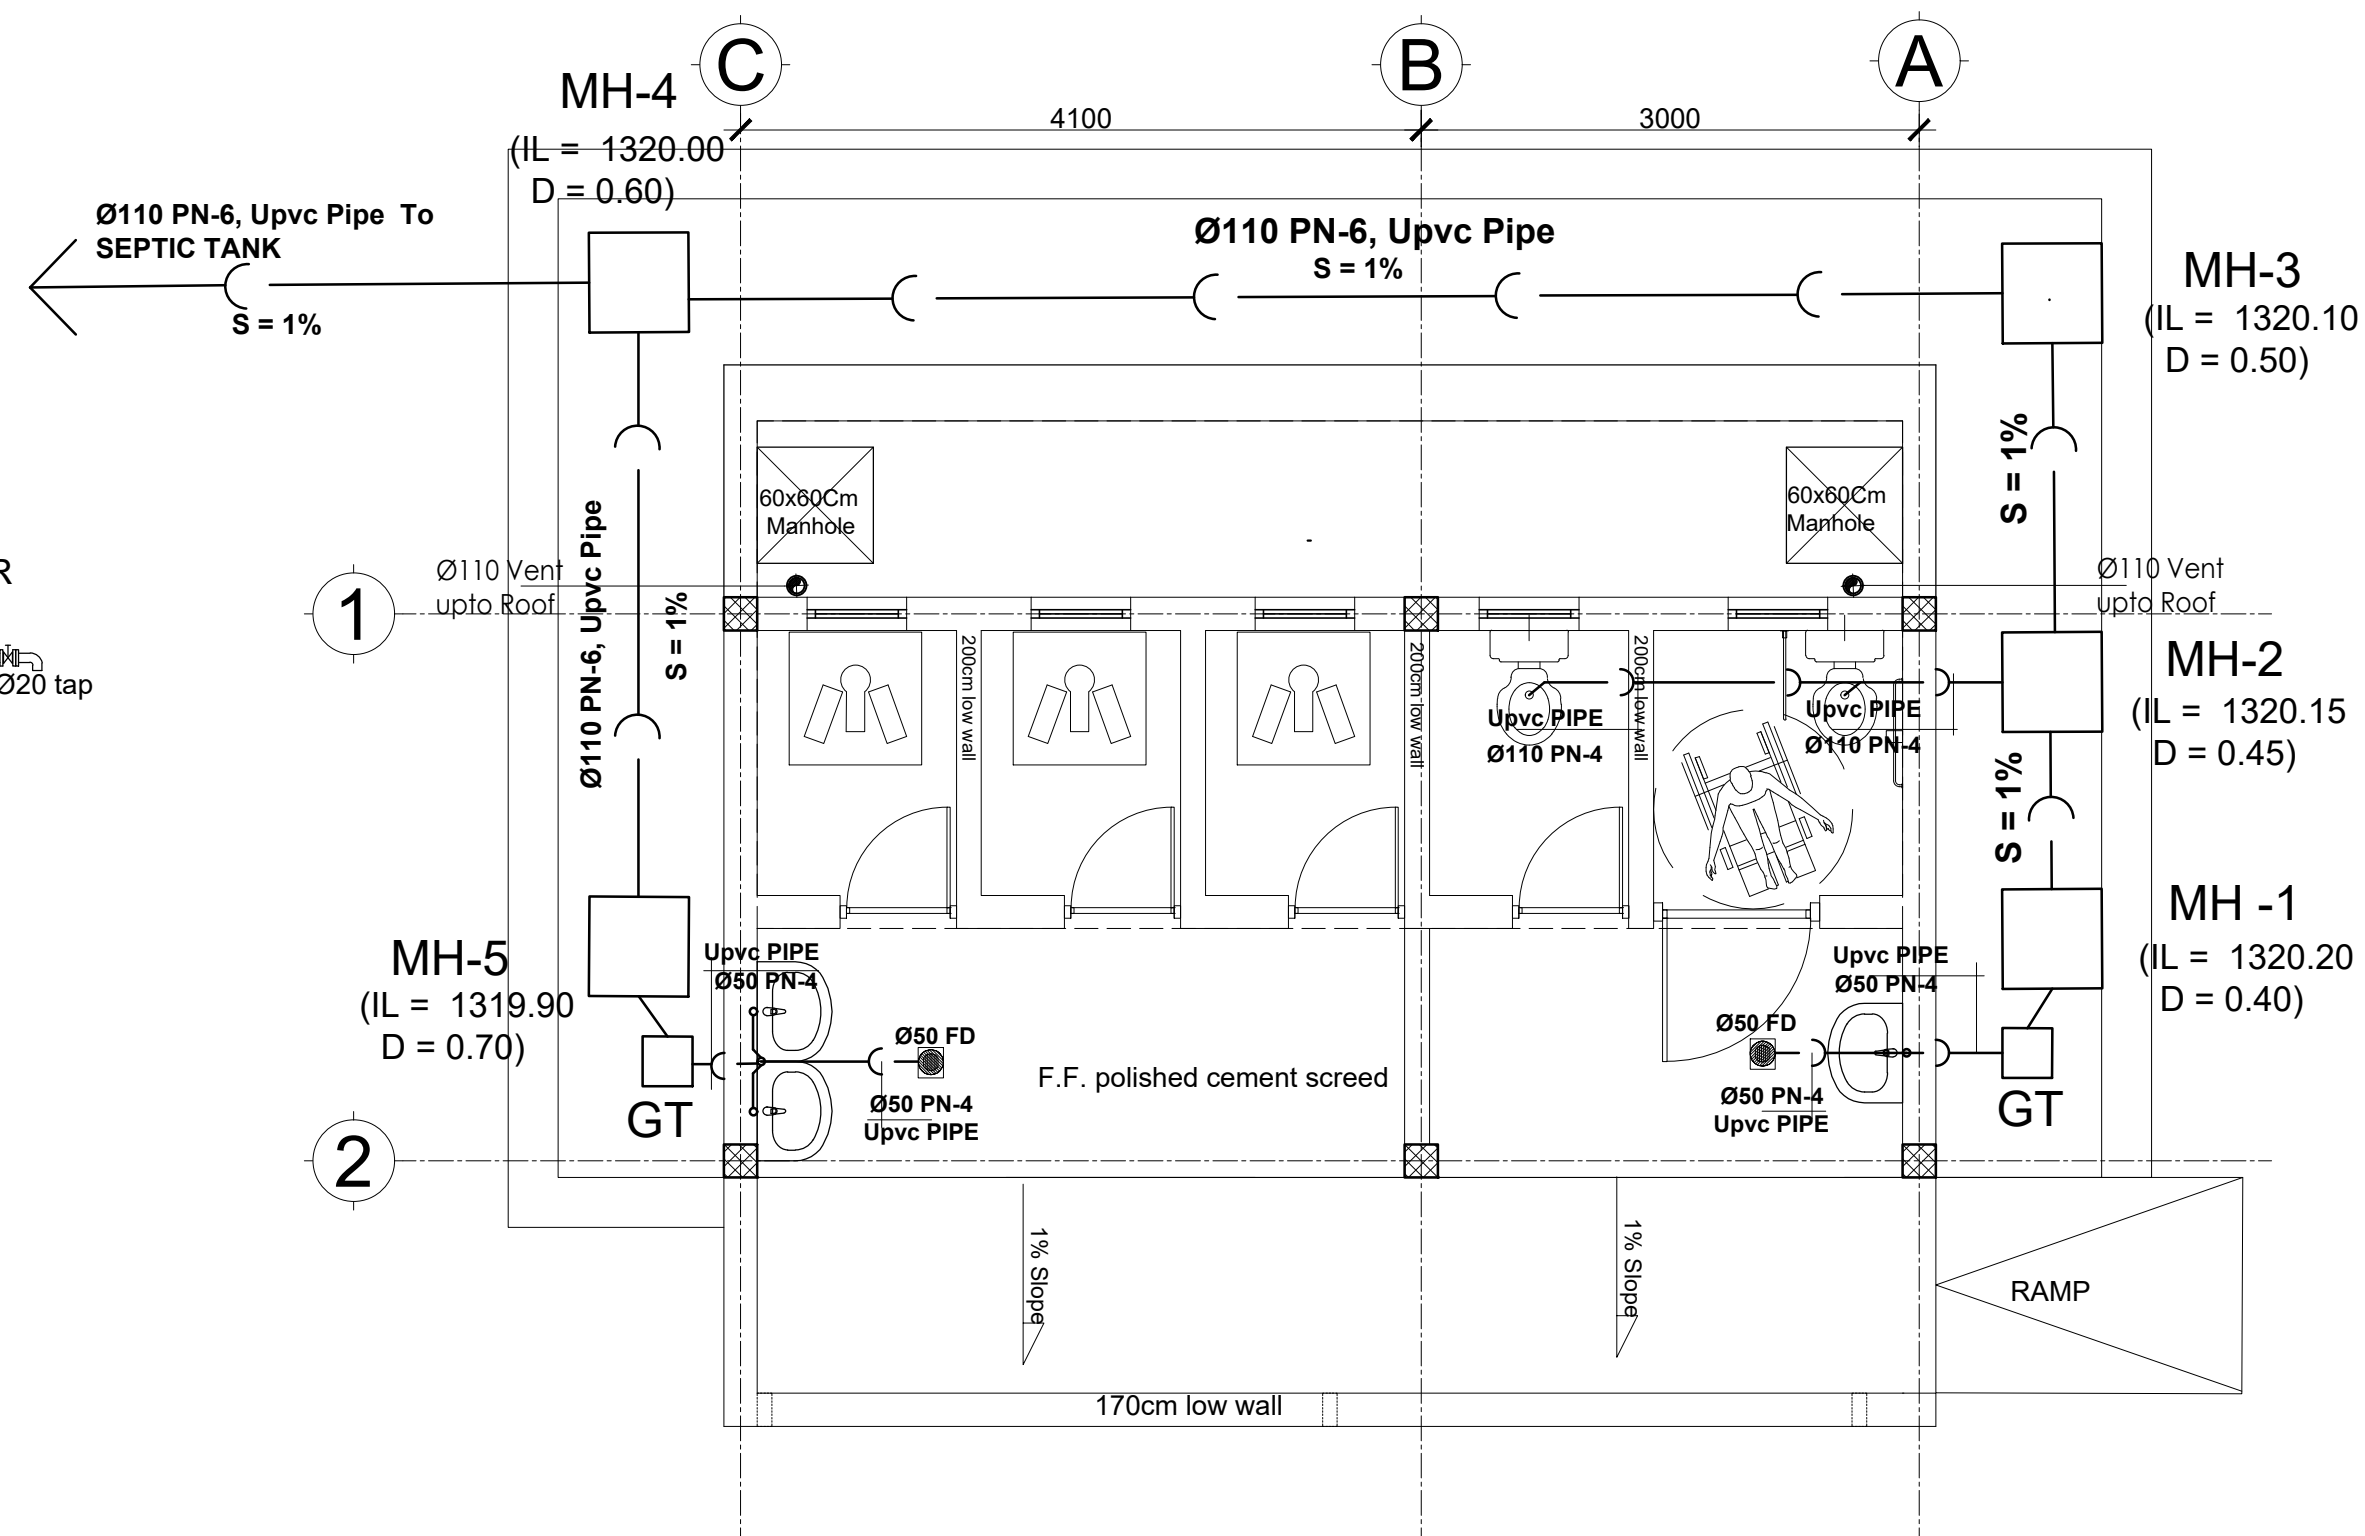 C
B
A
MH-4
(IL = 1320.00
D = 0.60)
4100
3000
Ø110 PN-6, Upvc Pipe To
SEPTIC TANK
S = 1%
Ø110 PN-6, Upvc Pipe
S = 1%
MH-3
(IL = 1320.10
D = 0.50)
S = 1%
60x60Cm
Manhole
60x60Cm
Manhole
R
Ø20 tap
1
Ø110 Vent
upto Roof
Ø110 PN-6, Upvc Pipe
S = 1%
Ø110 Vent
upto Roof
200cm low wall
200cm low wall
200cm low wall
Upvc PIPE
Ø110 PN-4
Upvc PIPE
Ø110 PN-4
MH-2
(IL = 1320.15
D = 0.45)
S = 1%
MH -1
(IL = 1320.20
D = 0.40)
MH-5
(IL = 1319.90
D = 0.70)
Upvc PIPE
Ø50 PN-4
Upvc PIPE
Ø50 PN-4
Ø50 FD
Ø50 FD
F.F. polished cement screed
Ø50 PN-4
Upvc PIPE
Ø50 PN-4
Upvc PIPE
GT
GT
2
1% Slope
1% Slope
RAMP
170cm low wall